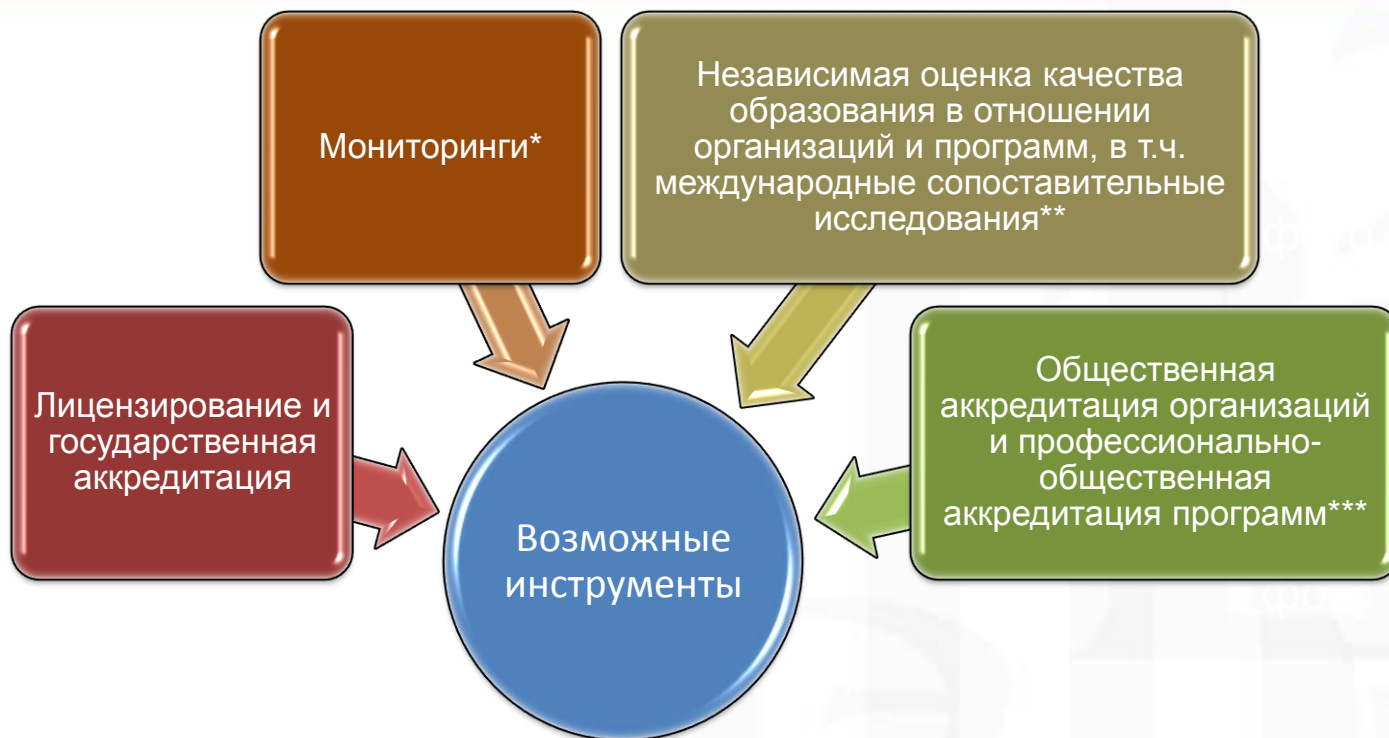 Мониторинги*
Независимая оценка качества
образования в отношении
организаций и программ, в т.ч.
международные сопоставительные
исследования**
Лицензирование и
государственная
аккредитация
Общественная
аккредитация организаций
и профессионально-
общественная
аккредитация программ***
Возможные
инструменты